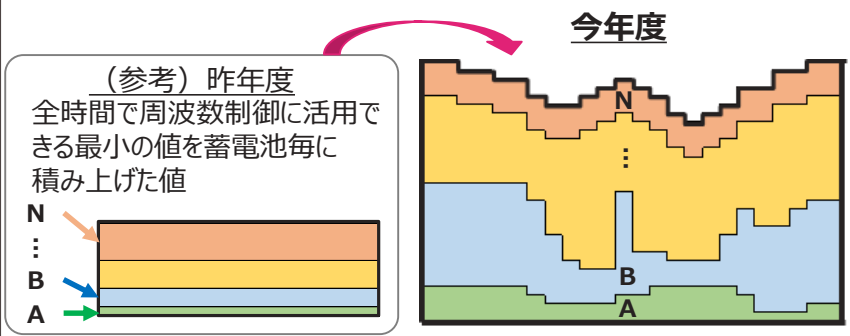 今年度
（参考）昨年度
全時間で周波数制御に活用で
きる最小の値を蓄電池毎に
積み上げた値
N
⋮
B
A
N
⋮
B
A